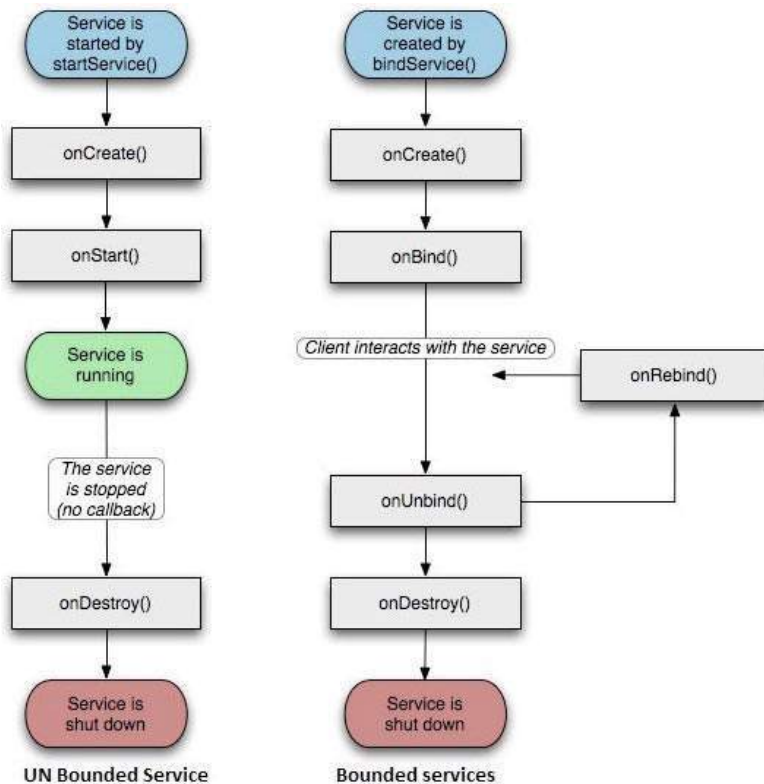 Service is
started by
startService()
onCreate()
onStart()
Service is
running
The service
is stopped
(no callback)
onDestroy()
Service is
shut down
UN Bounded Service
Service is
created by
bindService()
onCreate()
onBind()
Client interacts with the service
onRebind()
onUnbind()
onDestroy()
Service is
shut down
Bounded services